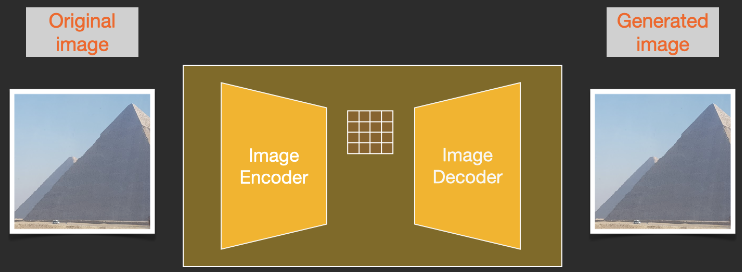 Original
image
Generated
image
Image
Encoder
Image
Decoder